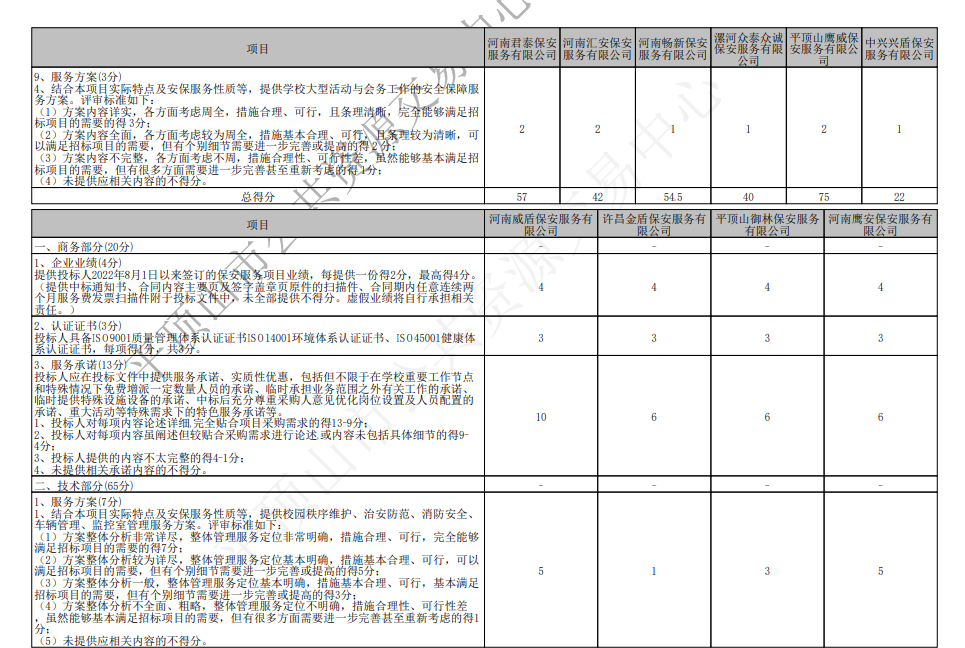 项目
河南君泰保安服务有限公司
河南汇安保安服务有限公司
河南畅新保安服务有限公司
漯河众泰众诚保安服务有限公司
平顶山鹰威保安服务有限公司
中兴兴盾保安服务有限公司
9、服务方案(3分)
4、结合本项目实际特点及安保服务性质等，提供学校大型活动与会务工作的安全保障服
务方案。评审标准如下：
（1）方案内容详实，各方面考虑周全，措施合理、可行，且条理清晰，完全能够满足招
标项目的需要的得3分；
（2）方案内容全面，各方面考虑较为周全，措施基本合理、可行，且条理较为清晰，可
以满足招标项目的需要，但有个别细节需要进一步完善或提高的得2分；
（3）方案内容不完整，各方面考虑不周，措施合理性、可行性差，虽然能够基本满足招
标项目的需要，但有很多方面需要进一步完善甚至重新考虑的得1分；
（4）未提供应相关内容的不得分。
2 2 1 1 2 1
总得分 57 42 54.5 40 75 22
项目
河南威盾保安服务有限公司
许昌金盾保安服务有限公司
平顶山御林保安服务有限公司
河南鹰安保安服务有限公司
一、商务部分(20分) - - - -
1、企业业绩(4分)
提供投标人2022年8月1日以来签订的保安服务项目业绩，每提供一份得2分，最高得4分。
（提供中标通知书、合同内容主要页及签字盖章页原件的扫描件、合同期内任意连续两
个月服务费发票扫描件附于投标文件中，未全部提供不得分。虚假业绩将自行承担相关
责任。）
4 4 4 4
2、认证证书(3分)
投标人具备ISO9001质量管理体系认证证书ISO14001环境体系认证证书、ISO45001健康体
系认证证书，每项得1分，共3分。
3 3 3 3
3、服务承诺(13分)
投标人应在投标文件中提供服务承诺、实质性优惠，包括但不限于在学校重要工作节点
和特殊情况下免费增派一定数量人员的承诺、临时承担业务范围之外有关工作的承诺、
临时提供特殊设施设备的承诺、中标后充分尊重采购人意见优化岗位设置及人员配置的
承诺、重大活动等特殊需求下的特色服务承诺等。
1、投标人对每项内容论述详细,完全贴合项目采购需求的得13-9分；
2、投标人对每项内容虽阐述但较贴合采购需求进行论述,或内容未包括具体细节的得9-
4分；
3、投标人提供的内容不太完整的得4-1分；
4、未提供相关承诺内容的不得分。
10 6 6 6
二、技术部分(65分) - - - -
1、服务方案(7分)
1、结合本项目实际特点及安保服务性质等，提供校园秩序维护、治安防范、消防安全、
车辆管理、监控室管理服务方案。评审标准如下：
（1）方案整体分析非常详尽，整体管理服务定位非常明确，措施合理、可行，完全能够
满足招标项目的需要的得7分；
（2）方案整体分析较为详尽，整体管理服务定位基本明确，措施基本合理、可行，可以
满足招标项目的需要，但有个别细节需要进一步完善或提高的得5分；
（3）方案整体分析一般，整体管理服务定位基本明确，措施基本合理、可行，基本满足
招标项目的需要，但有个别细节需要进一步完善或提高的得3分；
（4）方案整体分析不全面、粗略，整体管理服务定位不明确，措施合理性、可行性差
，虽然能够基本满足招标项目的需要，但有很多方面需要进一步完善甚至重新考虑的得1
分；
（5）未提供应相关内容的不得分。
5 1 3 5
平顶山市公共资源交易中心
平顶山市公共资源交易中心